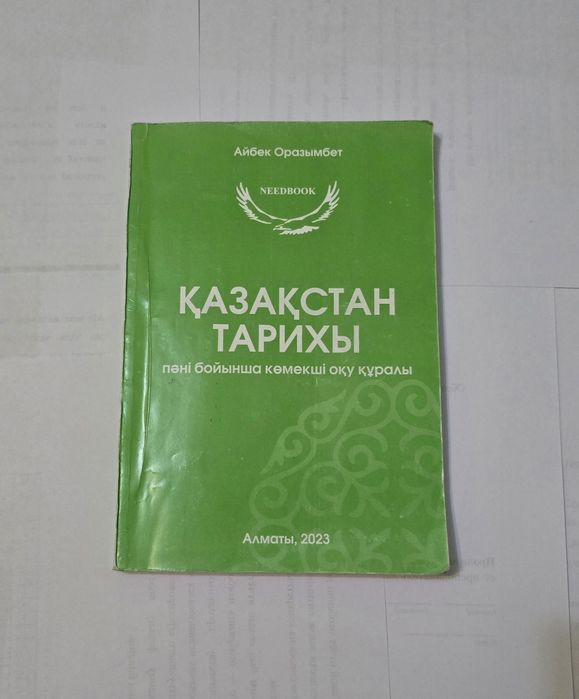 Айбек Оразымбет
NEEDBOOK
ҚАЗАҚСТАН
ТАРИХЫ
пәні бойынша көмекші оқу құралы
Алматы, 2023